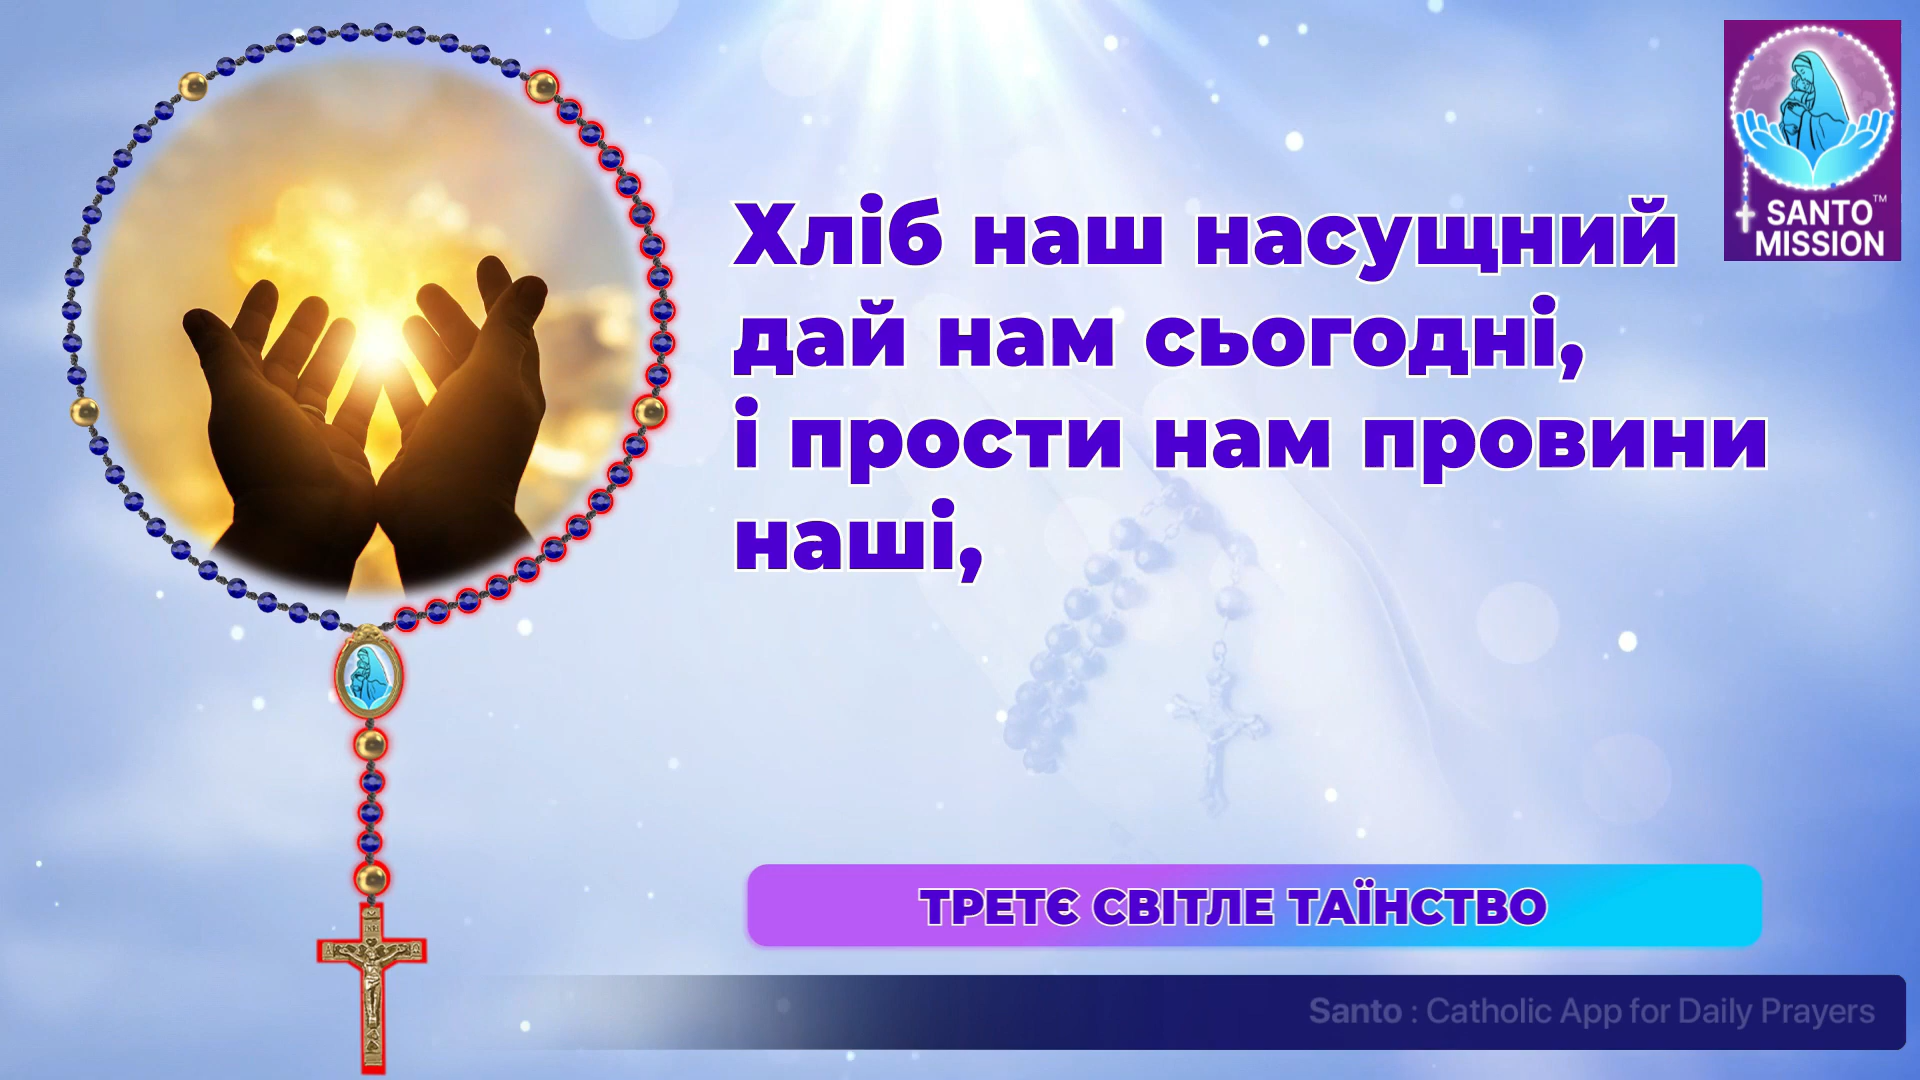 Хліб наш насущний
дай нам сьогодні,
і прости нам провини
наші,
SANTO™
MISSION
ТРЕТЄ СВІТЛЕ ТАЇНСТВО
Santo : Catholic App for Daily Prayers